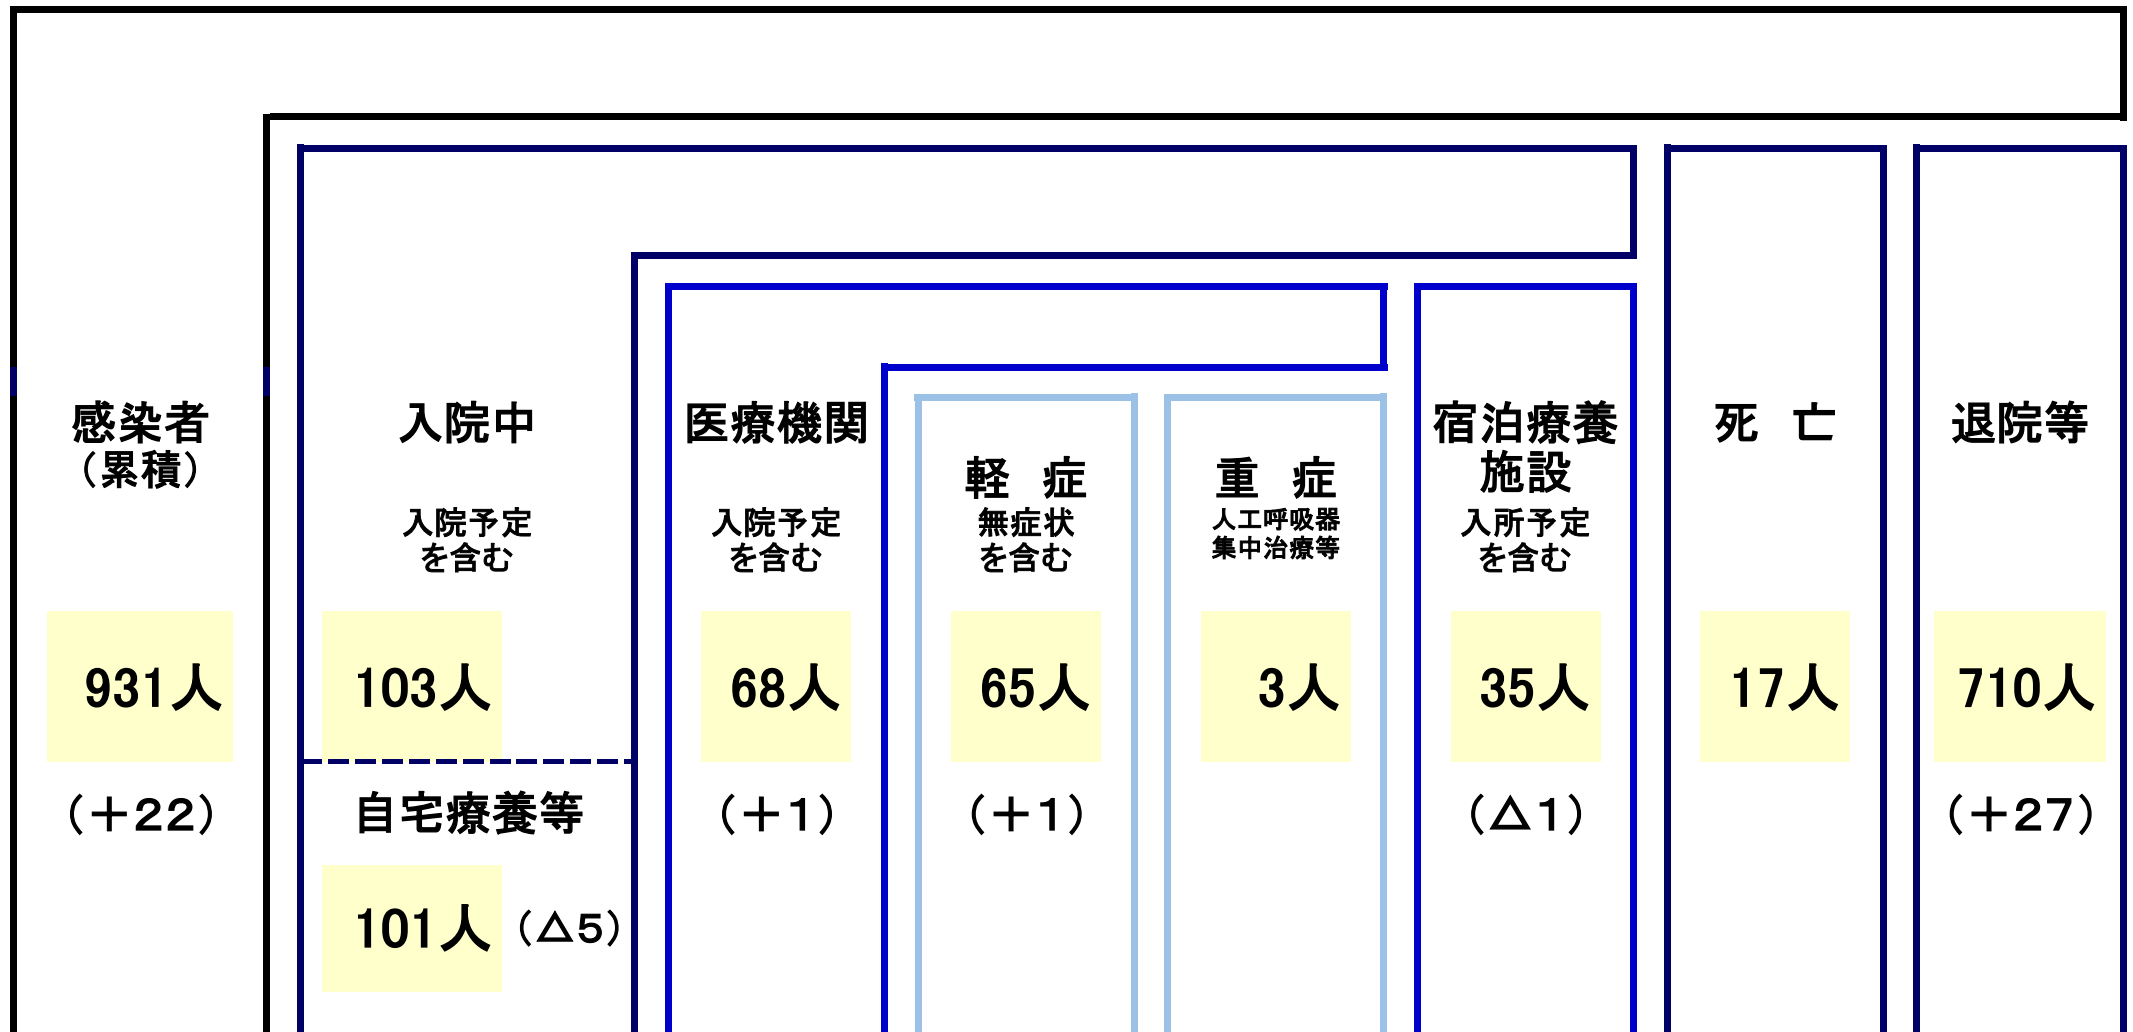 感染者
（累積）
931人
（＋22）
入院中
入院予定
を含む
103人
自宅療養等
101人（△5）
医療機関
入院予定
を含む
68人
（＋1）
軽　症
無症状
を含む
65人
（＋1）
重　症
人工呼吸器
集中治療等
3人
宿泊療養
施設
入所予定
を含む
35人
（△1）
死　亡
17人
退院等
710人
（＋27）